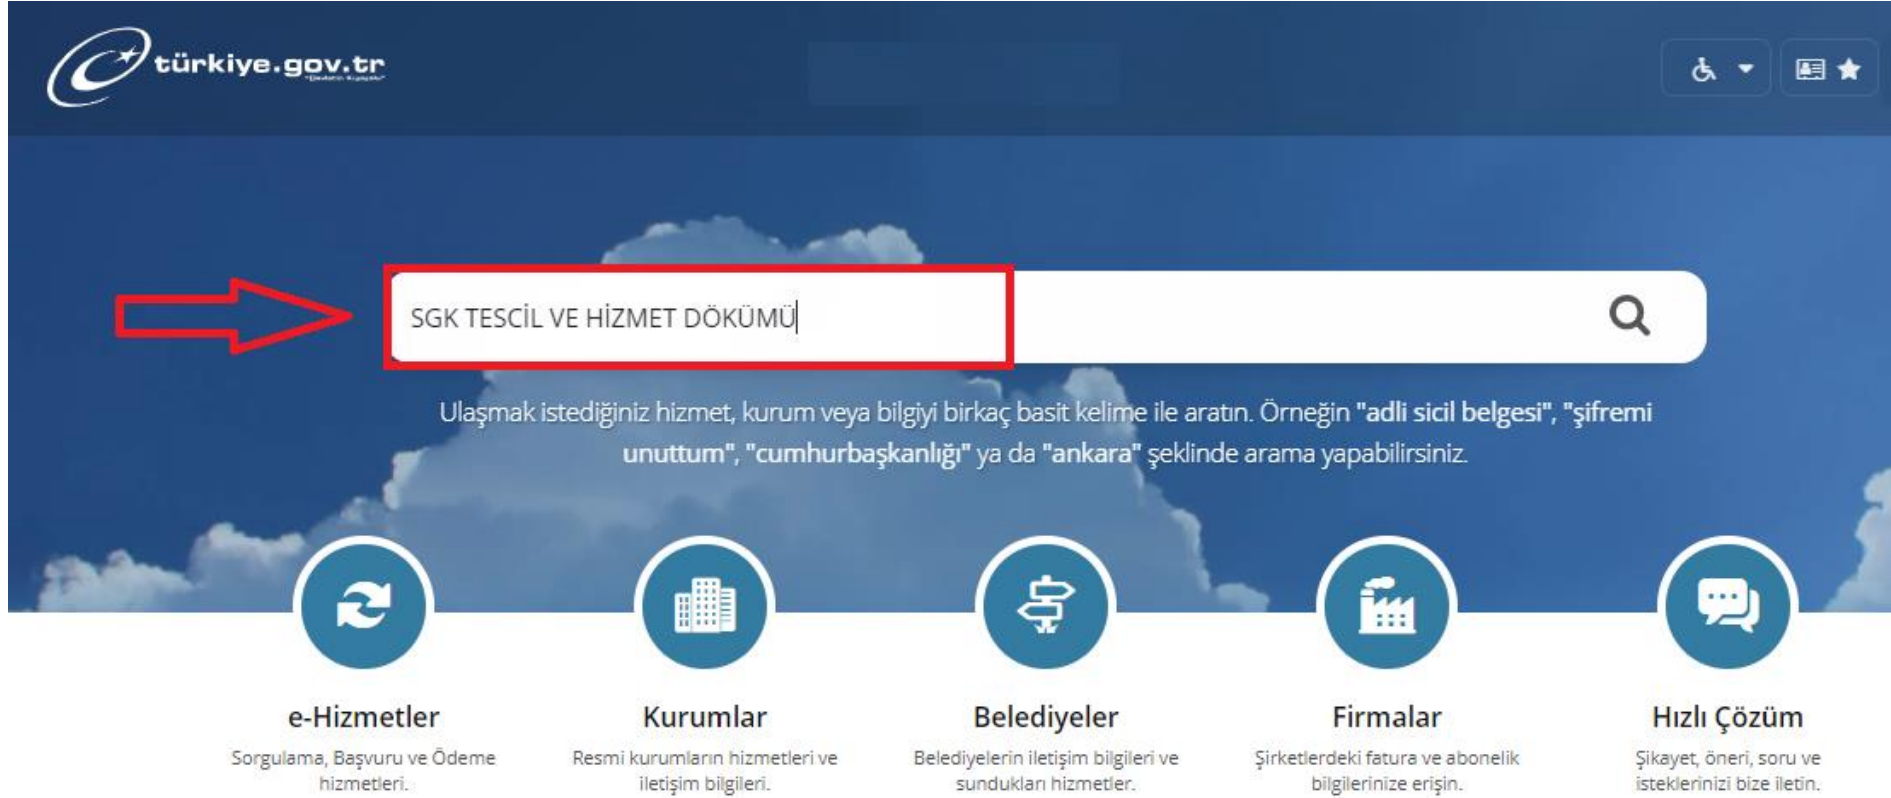 türkiye.gov.tr
SGK TESCİL VE HİZMET DÖKÜMÜ
Ulaşmak istediğiniz hizmet, kurum veya bilgiyi birkaç basit kelime ile aratın. Örneğin "adli sicil belgesi", "şifremi
unuttum", "cumhurbaşkanlığı" ya da "ankara" şeklinde arama yapabilirsiniz.
e-Hizmetler
Sorgulama, Başvuru ve Ödeme
hizmetleri.
Kurumlar
Resmi kurumların hizmetleri ve
iletişim bilgileri.
Belediyeler
Belediyelerin iletişim bilgileri ve
sundukları hizmetler.
Firmalar
Şirketlerdeki fatura ve abonelik
bilgilerinize erişin.
Hızlı Çözüm
Şikayet, öneri, soru ve
isteklerinizi bize iletin.